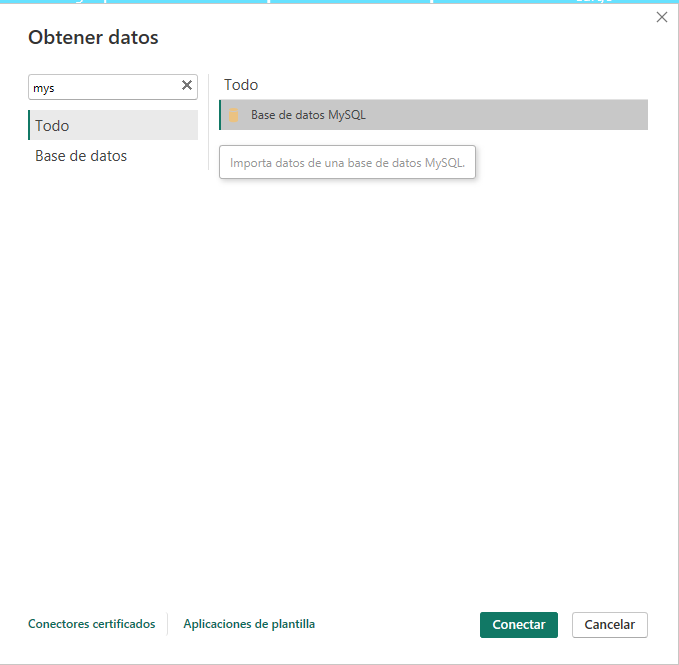 Obtener datos
mys
Todo
Base de datos
Todo
Base de datos MySQL
Importa datos de una base de datos MySQL.
Conectores certificados
Aplicaciones de plantilla
Conectar
Cancelar